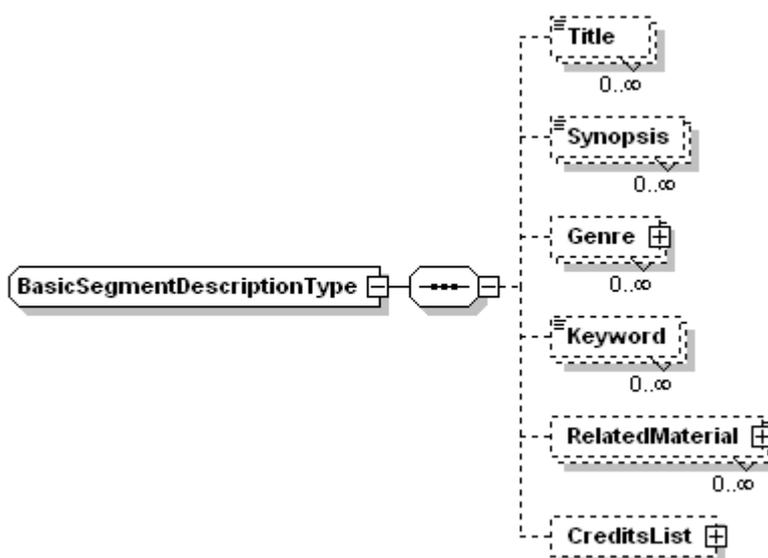 Title
0..∞
Synopsis
0..∞
Genre
0..∞
BasicSegmentDescriptionType
Keyword
0..∞
RelatedMaterial
0..∞
CreditsList